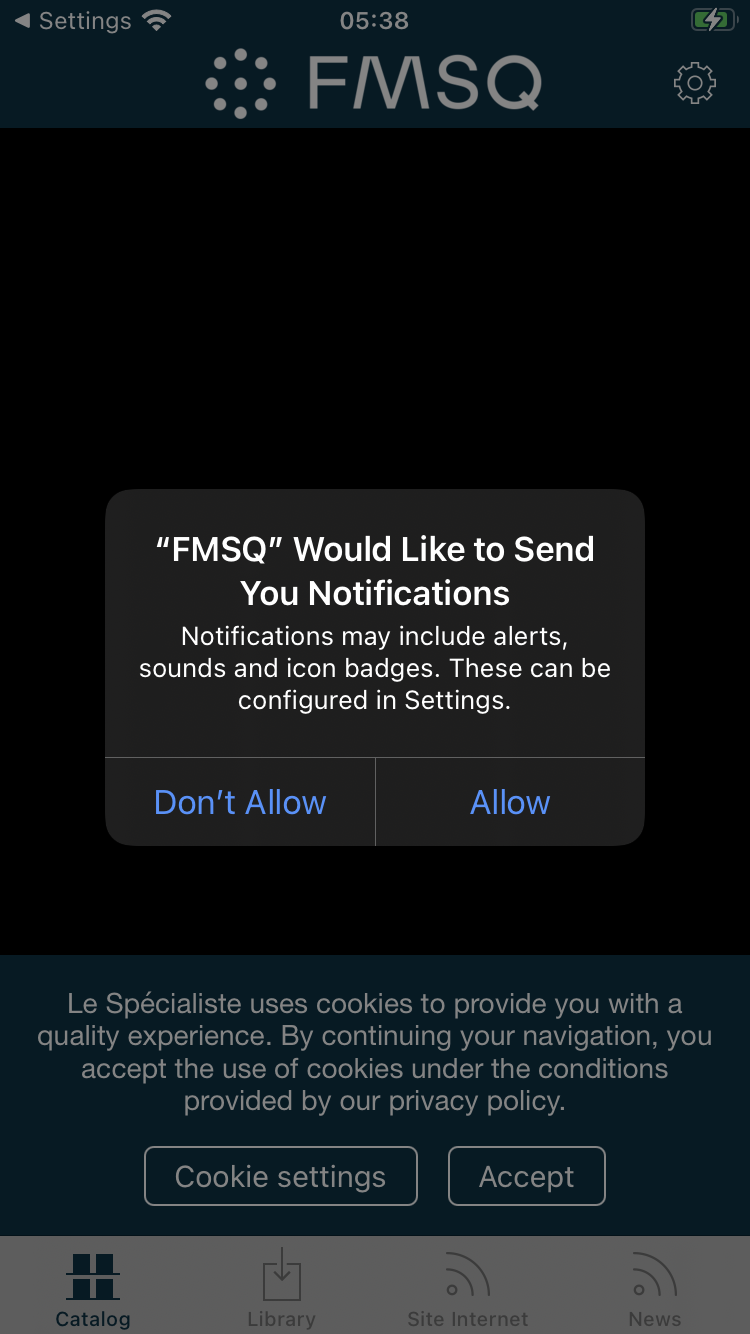 Settings
05:38
FMSQ
“FMSQ” Would Like to Send
You Notifications
Notifications may include alerts,
sounds and icon badges. These can be
configured in Settings.
Don’t Allow
Allow
Le Spécialiste uses cookies to provide you with a
quality experience. By continuing your navigation, you
accept the use of cookies under the conditions
provided by our privacy policy.
Cookie settings
Accept
Catalog
Library
Site Internet
News